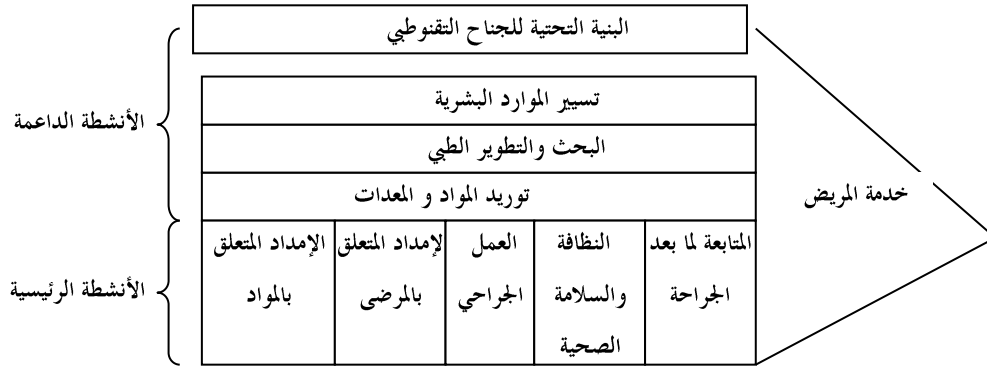 البنية التحتية للجناح التقنوطبي
تسيير الموارد البشرية
البحث والتطوير الطبي
توريد المواد و المعدات
الأنشطة الداعمة
خدمة المريض
المتابعة لما بعد
الجراحة
النظافة
والسلامة
الصحية
العمل
الجراحي
لإمداد المتعلق
بالمرضى
الإمداد المتعلق
بالمواد
الأنشطة الرئيسية